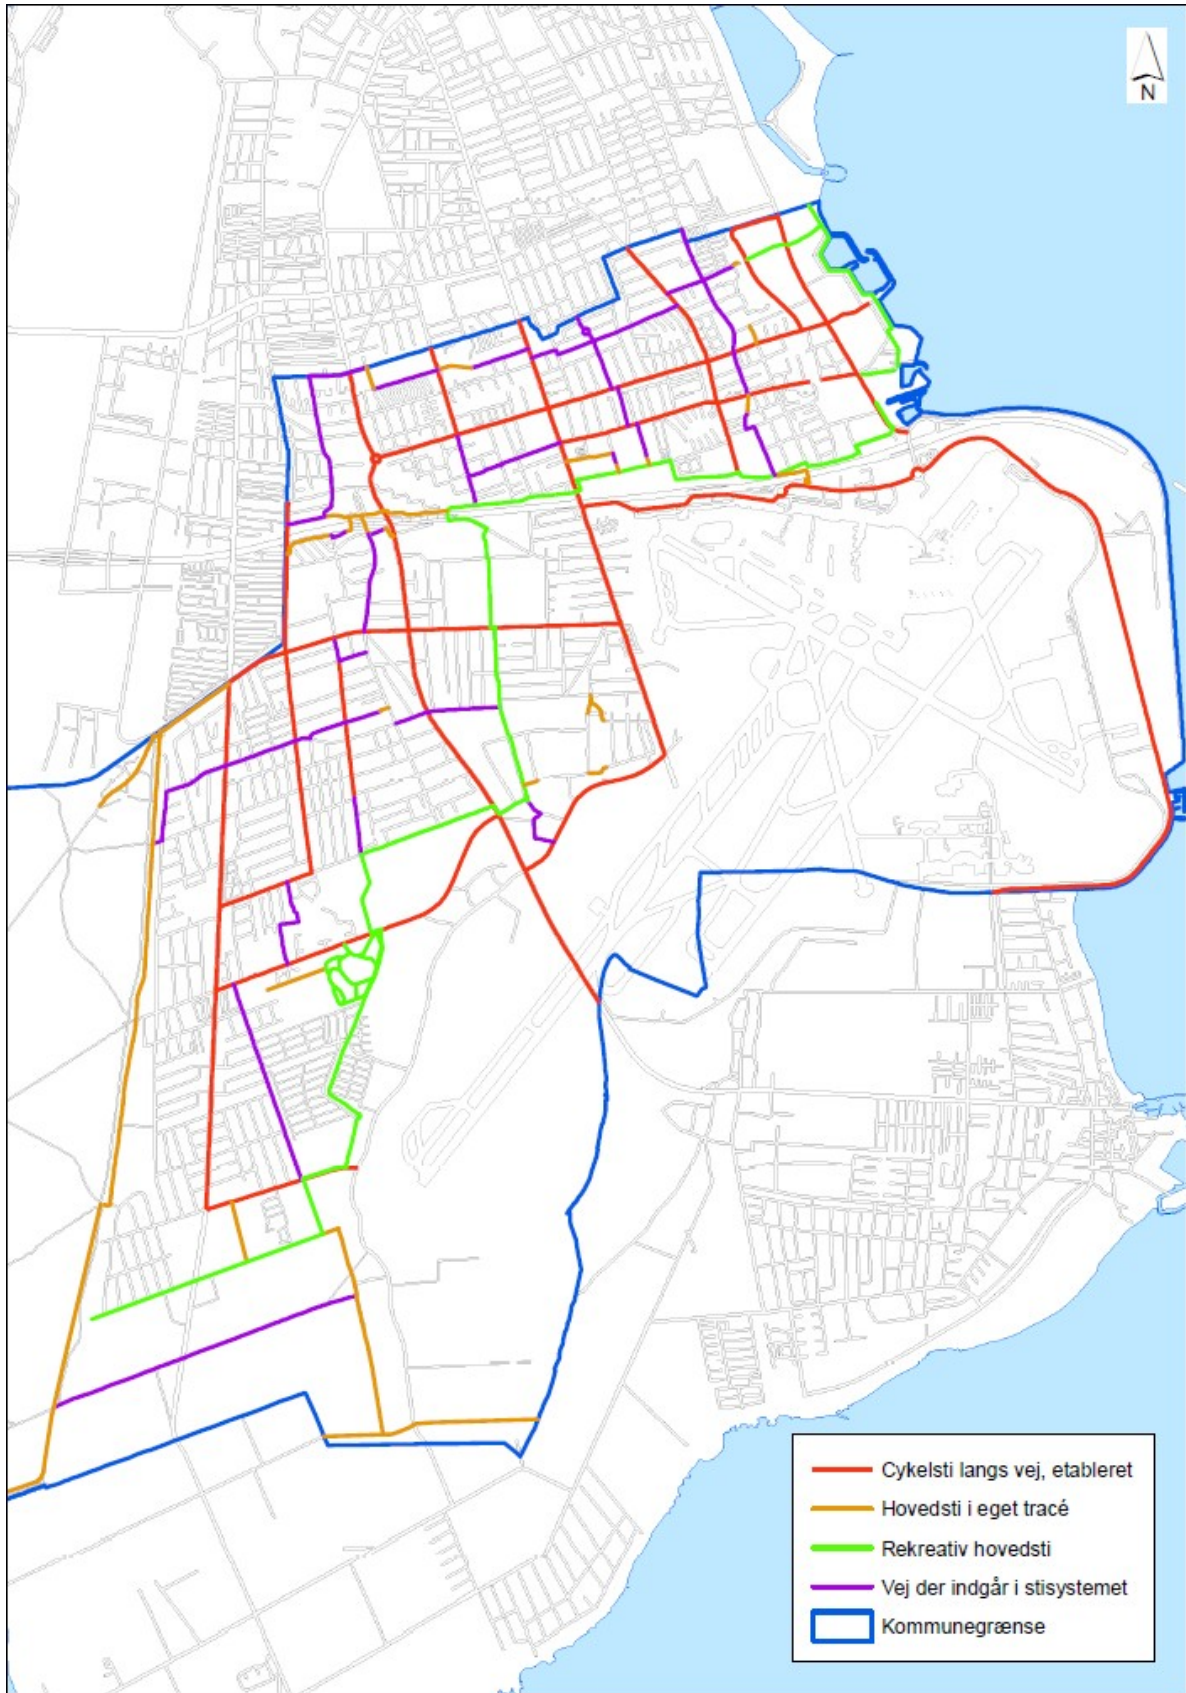 N
Cykelsti langs vej, etableret
Hovedsti i eget tracé
Rekreativ hovedsti
Vej der indgår i stisystemet
Kommunegrænse